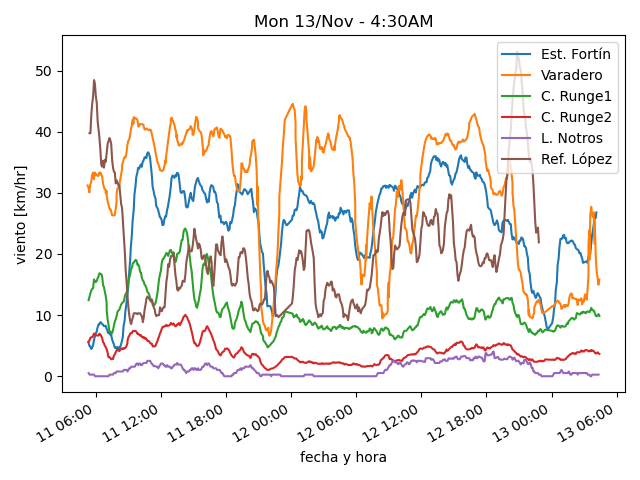 Mon 13/Nov - 4:30AM
Est. Fortín
Varadero
C. Runge1
C. Runge2
L. Notros
Ref. López
viento [km/hr]
50
40
30
20
10
0
11 06:00
11 12:00
11 18:00
12 00:00
12 06:00
12 12:00
12 18:00
13 00:00
13 06:00
fecha y hora